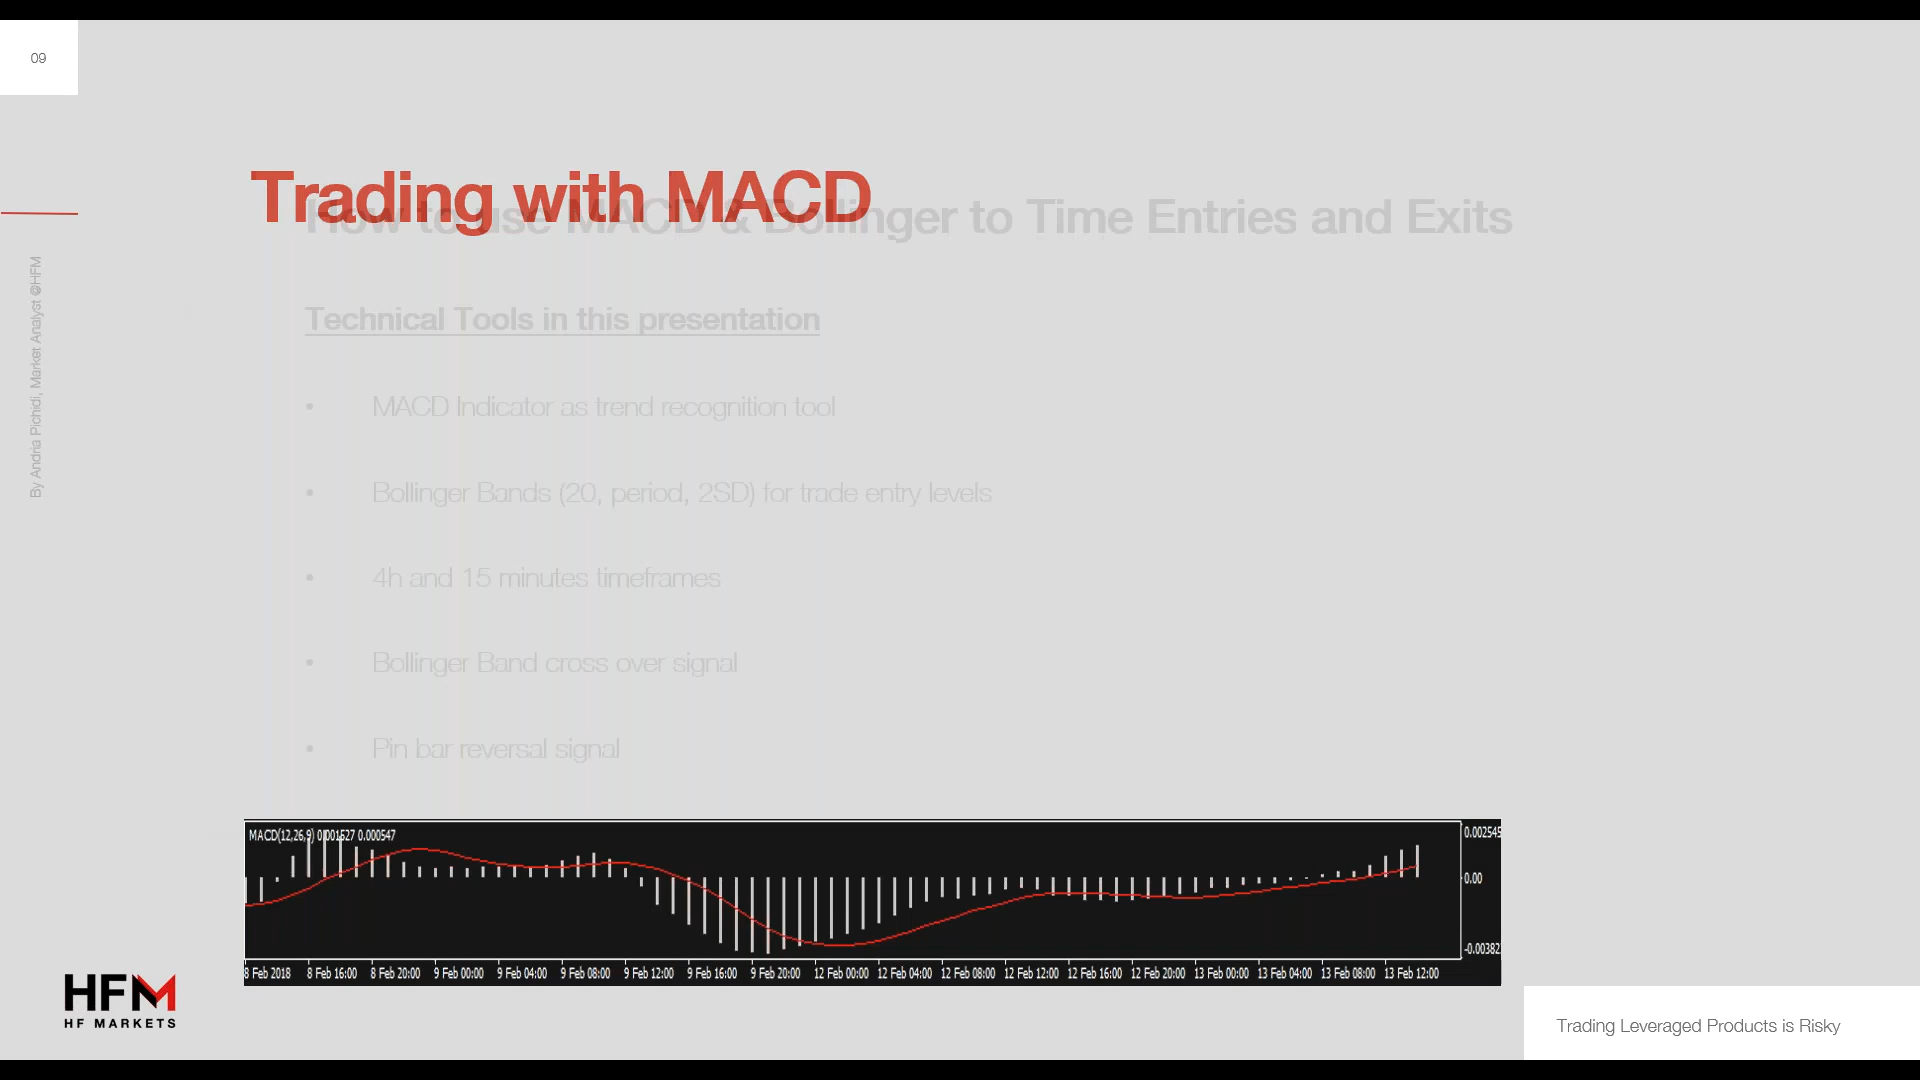 09
Trading with MACD
How to use MACD & Bollinger to Time Entries and Exits
By Andria Pichidi, Market Analyst @HFM
Technical Tools in this presentation
• MACD Indicator as trend recognition tool
• Bollinger Bands (20, period, 2SD) for trade entry levels
• 4h and 15 minutes timeframes
• Bollinger Band cross over signal
• Pin bar reversal signal
MACD(12,26,9) 0.001527 0.000547
0.002545
0.00
-0.00382
8 Feb 2018 8 Feb 16:00 8 Feb 20:00 9 Feb 00:00 9 Feb 04:00 9 Feb 08:00 9 Feb 12:00 9 Feb 16:00 9 Feb 20:00 12 Feb 00:00 12 Feb 04:00 12 Feb 08:00 12 Feb 12:00 12 Feb 16:00 12 Feb 20:00 13 Feb 00:00 13 Feb 04:00 13 Feb 08:00 13 Feb 12:00
HFM
HF MARKETS
Trading Leveraged Products is Risky